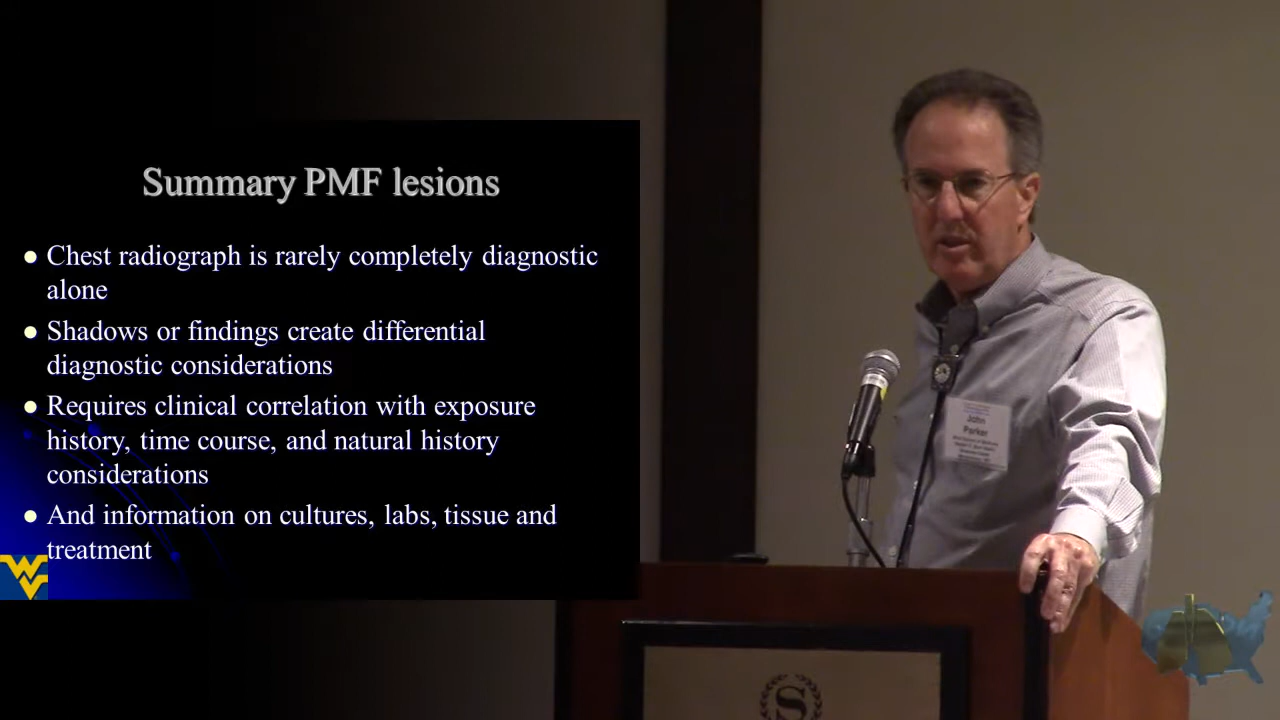 Summary PMF lesions
● Chest radiograph is rarely completely diagnostic
alone
● Shadows or findings create differential
diagnostic considerations
● Requires clinical correlation with exposure
history, time course, and natural history
considerations
● And information on cultures, labs, tissue and
treatment
WV
John
Parker
S